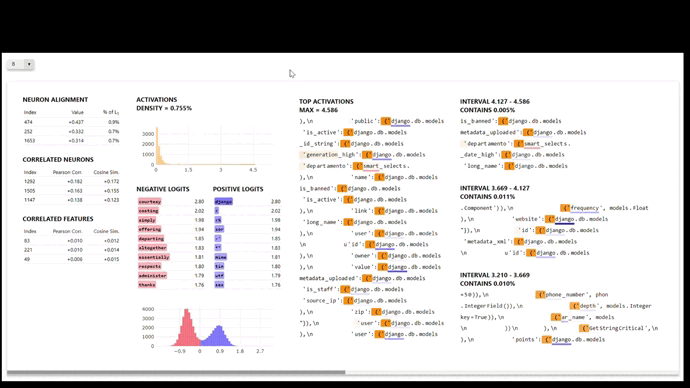 8
NEURON ALIGNMENT
Index Value % of L₁
474 +0.437 0.9%
252 +0.332 0.7%
1653 +0.314 0.7%
CORRELATED NEURONS
Index Pearson Corr. Cosine Sim.
1292 +0.182 +0.172
1505 +0.163 +0.155
1147 +0.138 +0.123
CORRELATED FEATURES
Index Pearson Corr. Cosine Sim.
83 +0.010 +0.012
221 +0.010 +0.014
49 +0.006 +0.015
ACTIVATIONS
DENSITY = 0.755%
3000
2000
1000
0
0 1.5 3 4.5
NEGATIVE LOGITS POSITIVE LOGITS
courtesy 2.80 django 2.80
coating 2.02
simply 1.98 1.98
offering 1.94 1.94
departing 1.85 1.83
altogether 1.83 1.81
essentially 1.81 1.81
respects 1.80 1.80
administer 1.79 utf 1.79
thanks 1.76 1.78
4000
3000
2000
1000
0
−0.9 0 0.9 1.8 2.7
TOP ACTIVATIONS
MAX = 4.586
),\n 'public': {'django.db.models
'is_active': {'django.db.models
_id_string': {'django.db.models
'generation_high': {'django.db.models
'departamento': {'smart_selects.
),\n 'name': {'django.db.models
is_banned': {'django.db.models
'is_active': {'django.db.models
'link': {'django.db.models
'long_name': {'django.db.models
'user': {'django.db.models
\n u'id': {'django.db.models
'owner': {'django.db.models
'value': {'django.db.models
metadata_uploaded': {'django.db.models
'is_staff': {'django.db.models
'source_ip': {'django.db.models
'zip': {'django.db.models
"]),\n 'user': {'django.db.models
),\n 'user': {'django.db.models
INTERVAL 4.127 - 4.586
CONTAINS 0.005%
is_banned': {'django.db.models
metadata_uploaded': {'django.db.models
'departamento': {'smart_selects.
_date_high': {'django.db.models
'long_name': {'django.db.models
INTERVAL 3.669 - 4.127
CONTAINS 0.011%
.Component')),\n {'frequency', models.Float
),\n 'website': {'django.db.models
"]),\n 'id': {'django.db.models
'metadata_xml': {'django.db.models
\n u'id': {'django.db.models
INTERVAL 3.210 - 3.669
CONTAINS 0.010%
=50)),\n {'phone_number', phon
.IntegerField()),\n {'depth', models.Integer
key=True)),\n {'ar_name', models
\n ))\n ),\n {'GetStringCritical',\n
),\n 'points': {'django.db.models